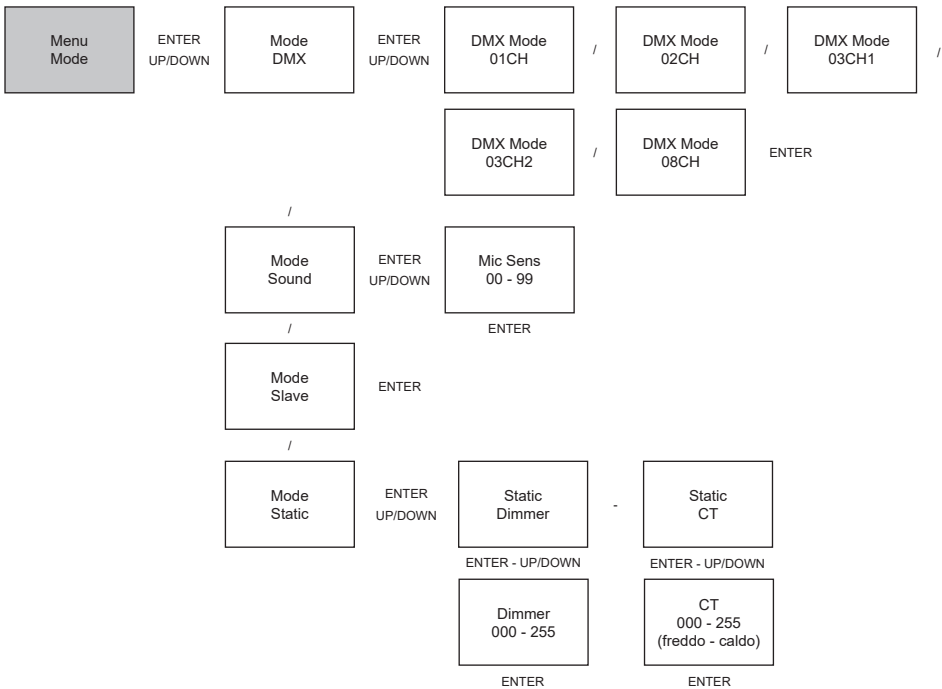 Menu
Mode
ENTER
UP/DOWN
Mode
DMX
ENTER
UP/DOWN
DMX Mode
01CH
/
DMX Mode
02CH
/
DMX Mode
03CH1
/
DMX Mode
03CH2
/
DMX Mode
08CH
ENTER
/
Mode
Sound
ENTER
UP/DOWN
Mic Sens
00 - 99
ENTER
/
Mode
Slave
ENTER
/
Mode
Static
ENTER
UP/DOWN
Static
Dimmer
-
Static
CT
ENTER - UP/DOWN
ENTER - UP/DOWN
Dimmer
000 - 255
CT
000 - 255
(freddo - caldo)
ENTER
ENTER